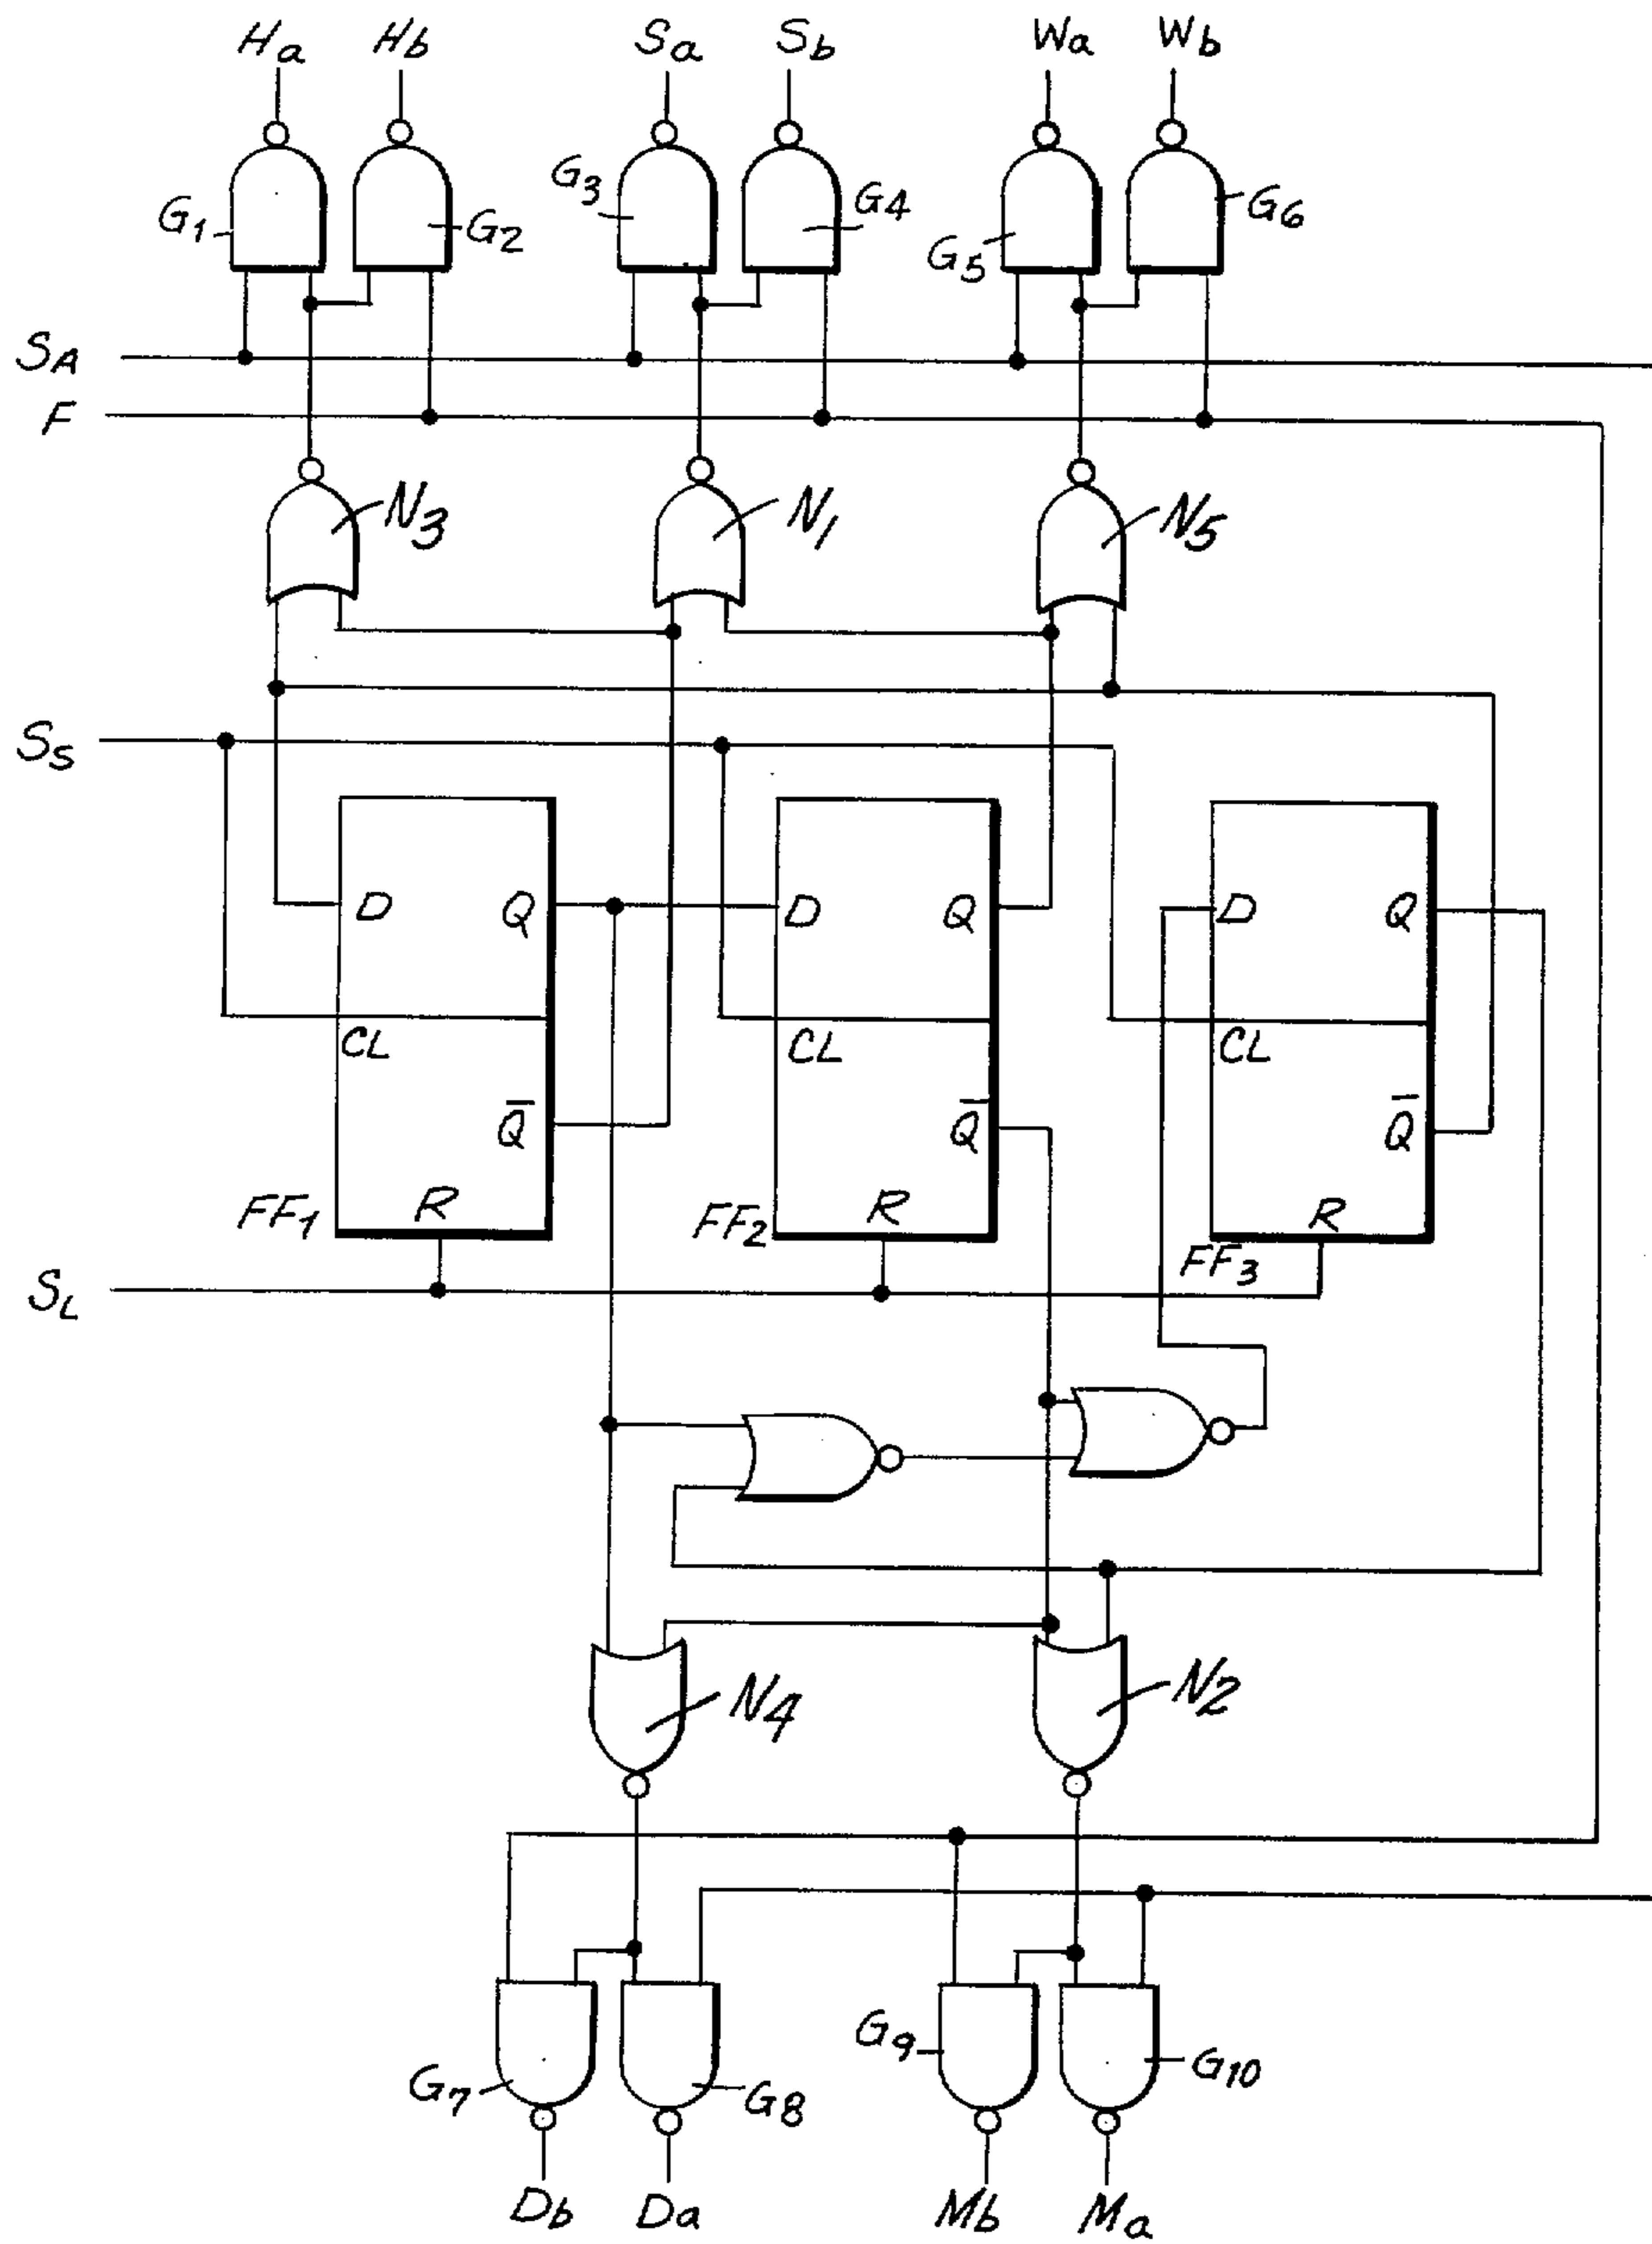 Ha Hb Sa Sb Wa Wb
G1 G2 G3 G4 G5 G6
SA
F
N3 N1 N5
SS
D Q D Q D Q
CL CL CL
Q̅ Q̅ Q̅
FF1 R FF2 R FF3 R
SL
N4 N2
G7 G8 G9 G10
Db Da Mb Ma